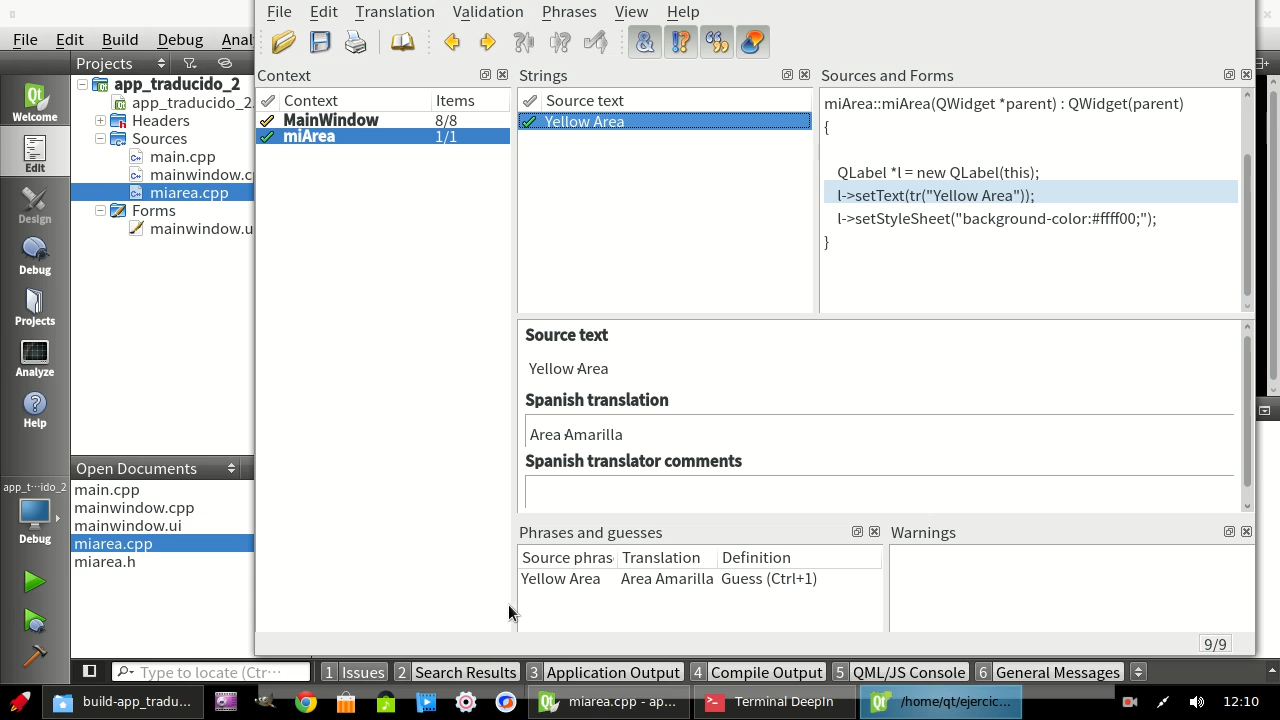 File Edit Translation Validation Phrases View Help
File Edit Build Debug Anal
Projects
app_traducido_2
app_traducido_2.
Headers
Sources
main.cpp
mainwindow.c
miarea.cpp
Forms
mainwindow.u
Welcome
Edit
Design
Debug
Projects
Analyze
Help
app_t···ido_2
Debug
Open Documents
main.cpp
mainwindow.cpp
mainwindow.ui
miarea.cpp
miarea.h
Context
Context Items
MainWindow 8/8
miArea 1/1
Strings
Source text
Yellow Area
Sources and Forms
miArea::miArea(QWidget *parent) : QWidget(parent)
{
QLabel *l = new QLabel(this);
l->setText(tr("Yellow Area"));
l->setStyleSheet("background-color:#ffff00;");
}
Source text
Yellow Area
Spanish translation
Area Amarilla
Spanish translator comments
Phrases and guesses
Source phras Translation Definition
Yellow Area Area Amarilla Guess (Ctrl+1)
Warnings
9/9
Type to locate (Ctr···
1 Issues 2 Search Results 3 Application Output 4 Compile Output 5 QML/JS Console 6 General Messages
build-app_tradu... miarea.cpp - ap... Terminal DeepIn /home/qt/ejercic... 12:10